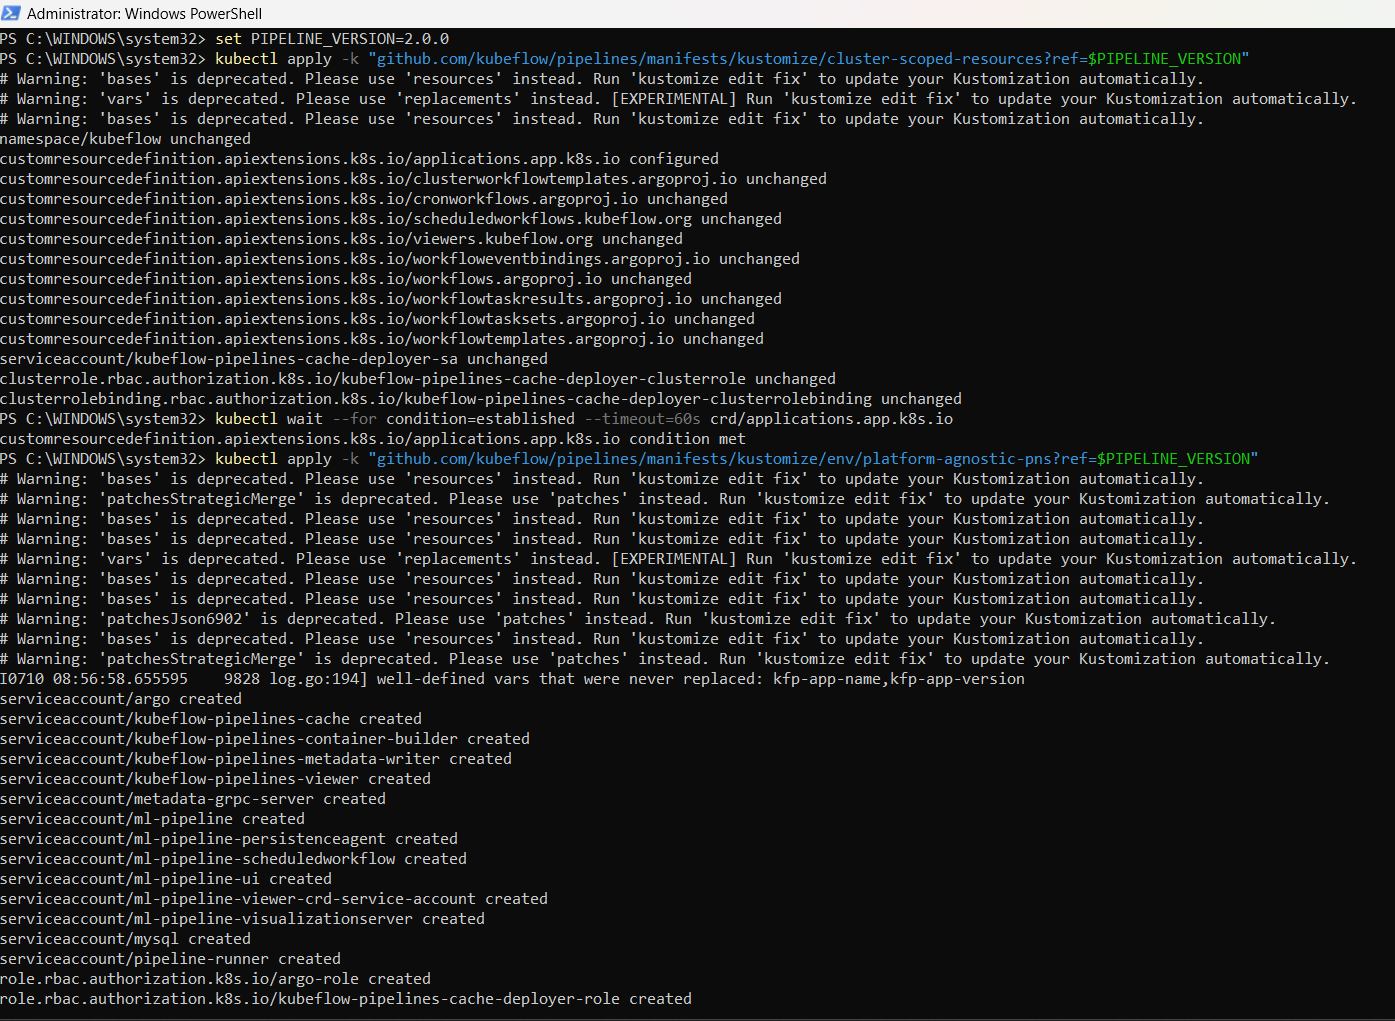 Administrator: Windows PowerShell
PS C:\WINDOWS\system32> set PIPELINE_VERSION=2.0.0
PS C:\WINDOWS\system32> kubectl apply -k "github.com/kubeflow/pipelines/manifests/kustomize/cluster-scoped-resources?ref=$PIPELINE_VERSION"
# Warning: 'bases' is deprecated. Please use 'resources' instead. Run 'kustomize edit fix' to update your Kustomization automatically.
# Warning: 'vars' is deprecated. Please use 'replacements' instead. [EXPERIMENTAL] Run 'kustomize edit fix' to update your Kustomization automatically.
# Warning: 'bases' is deprecated. Please use 'resources' instead. Run 'kustomize edit fix' to update your Kustomization automatically.
namespace/kubeflow unchanged
customresourcedefinition.apiextensions.k8s.io/applications.app.k8s.io configured
customresourcedefinition.apiextensions.k8s.io/clusterworkflowtemplates.argoproj.io unchanged
customresourcedefinition.apiextensions.k8s.io/cronworkflows.argoproj.io unchanged
customresourcedefinition.apiextensions.k8s.io/scheduledworkflows.kubeflow.org unchanged
customresourcedefinition.apiextensions.k8s.io/viewers.kubeflow.org unchanged
customresourcedefinition.apiextensions.k8s.io/workfloweventbindings.argoproj.io unchanged
customresourcedefinition.apiextensions.k8s.io/workflows.argoproj.io unchanged
customresourcedefinition.apiextensions.k8s.io/workflowtaskresults.argoproj.io unchanged
customresourcedefinition.apiextensions.k8s.io/workflowtasksets.argoproj.io unchanged
customresourcedefinition.apiextensions.k8s.io/workflowtemplates.argoproj.io unchanged
serviceaccount/kubeflow-pipelines-cache-deployer-sa unchanged
clusterrole.rbac.authorization.k8s.io/kubeflow-pipelines-cache-deployer-clusterrole unchanged
clusterrolebinding.rbac.authorization.k8s.io/kubeflow-pipelines-cache-deployer-clusterrolebinding unchanged
PS C:\WINDOWS\system32> kubectl wait --for condition=established --timeout=60s crd/applications.app.k8s.io
customresourcedefinition.apiextensions.k8s.io/applications.app.k8s.io condition met
PS C:\WINDOWS\system32> kubectl apply -k "github.com/kubeflow/pipelines/manifests/kustomize/env/platform-agnostic-pns?ref=$PIPELINE_VERSION"
# Warning: 'bases' is deprecated. Please use 'resources' instead. Run 'kustomize edit fix' to update your Kustomization automatically.
# Warning: 'patchesStrategicMerge' is deprecated. Please use 'patches' instead. Run 'kustomize edit fix' to update your Kustomization automatically.
# Warning: 'bases' is deprecated. Please use 'resources' instead. Run 'kustomize edit fix' to update your Kustomization automatically.
# Warning: 'bases' is deprecated. Please use 'resources' instead. Run 'kustomize edit fix' to update your Kustomization automatically.
# Warning: 'vars' is deprecated. Please use 'replacements' instead. [EXPERIMENTAL] Run 'kustomize edit fix' to update your Kustomization automatically.
# Warning: 'bases' is deprecated. Please use 'resources' instead. Run 'kustomize edit fix' to update your Kustomization automatically.
# Warning: 'bases' is deprecated. Please use 'resources' instead. Run 'kustomize edit fix' to update your Kustomization automatically.
# Warning: 'patchesJson6902' is deprecated. Please use 'patches' instead. Run 'kustomize edit fix' to update your Kustomization automatically.
# Warning: 'bases' is deprecated. Please use 'resources' instead. Run 'kustomize edit fix' to update your Kustomization automatically.
# Warning: 'patchesStrategicMerge' is deprecated. Please use 'patches' instead. Run 'kustomize edit fix' to update your Kustomization automatically.
I0710 08:56:58.655595    9828 log.go:194] well-defined vars that were never replaced: kfp-app-name,kfp-app-version
serviceaccount/argo created
serviceaccount/kubeflow-pipelines-cache created
serviceaccount/kubeflow-pipelines-container-builder created
serviceaccount/kubeflow-pipelines-metadata-writer created
serviceaccount/kubeflow-pipelines-viewer created
serviceaccount/metadata-grpc-server created
serviceaccount/ml-pipeline created
serviceaccount/ml-pipeline-persistenceagent created
serviceaccount/ml-pipeline-scheduledworkflow created
serviceaccount/ml-pipeline-ui created
serviceaccount/ml-pipeline-viewer-crd-service-account created
serviceaccount/ml-pipeline-visualizationserver created
serviceaccount/mysql created
serviceaccount/pipeline-runner created
role.rbac.authorization.k8s.io/argo-role created
role.rbac.authorization.k8s.io/kubeflow-pipelines-cache-deployer-role created